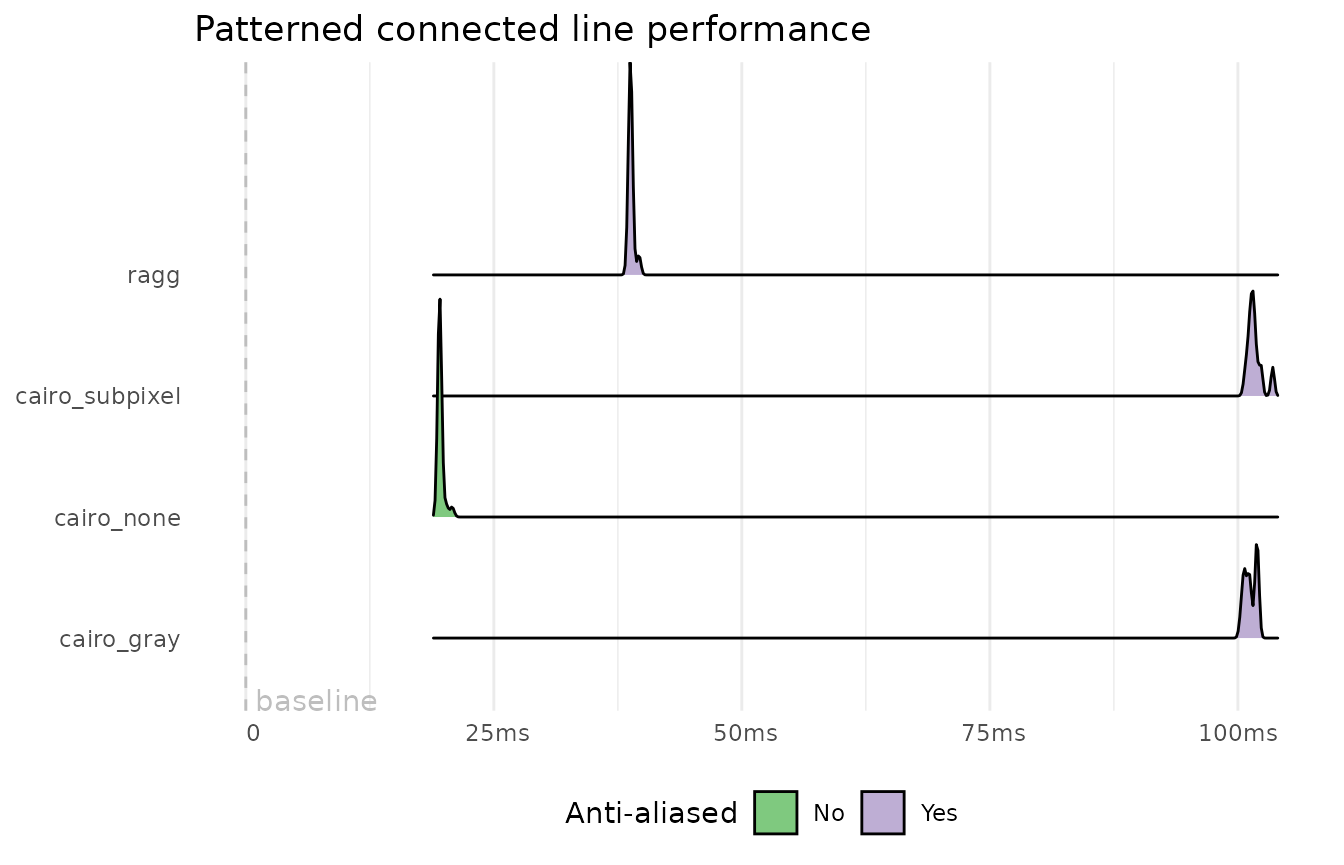 Patterned connected line performance
ragg
cairo_subpixel
cairo_none
cairo_gray
baseline
0 25ms 50ms 75ms 100ms
Anti-aliased No Yes